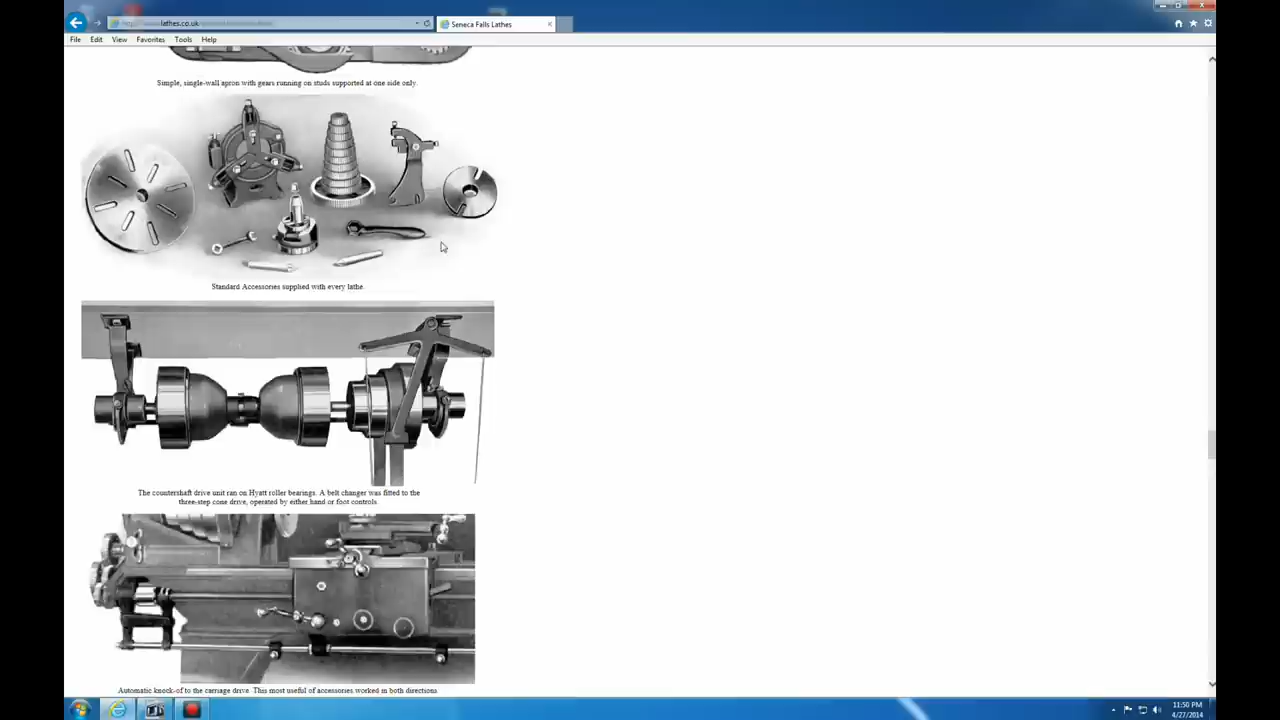 www.lathes.co.uk
Seneca Falls Lathes
File Edit View Favorites Tools Help
Simple, single-wall apron with gears running on studs supported at one side only.
Standard Accessories supplied with every lathe.
The countershaft drive unit ran on Hyatt roller bearings. A belt changer was fitted to the
three-step cone drive, operated by either hand or foot controls.
Automatic knock-of to the carriage drive. This most useful of accessories worked in both directions.
11:50 PM
4/27/2014